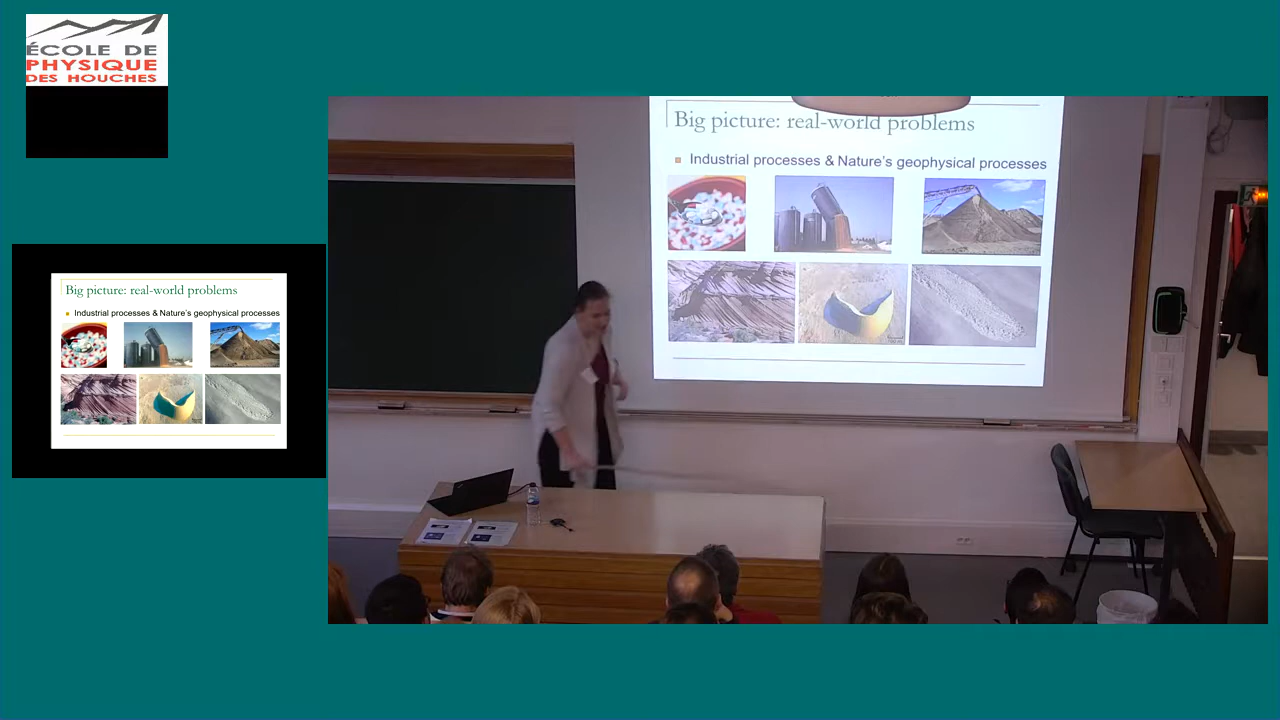 ÉCOLE DE
PHYSIQUE
DES HOUCHES
Big picture: real-world problems
Industrial processes & Nature's geophysical processes
Big picture: real-world problems
Industrial processes & Nature's geophysical processes